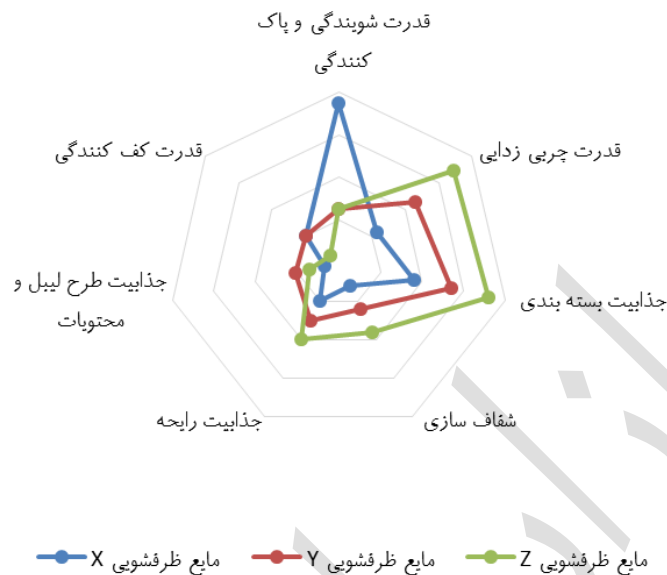 قدرت شویندگی و پاک
کنندگی
قدرت چربی زدایی
جذابیت بسته بندی
شفاف سازی
جذابیت رایحه
جذابیت طرح لیبل و
محتویات
قدرت کف کنندگی
مایع ظرفشویی X
مایع ظرفشویی Y
مایع ظرفشویی Z